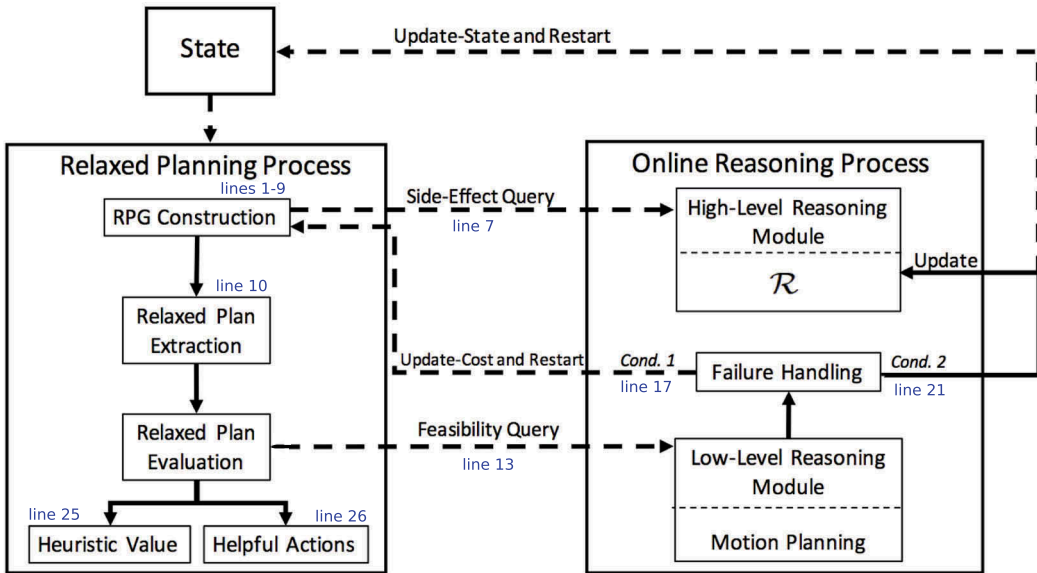 State
Update-State and Restart
Relaxed Planning Process
lines 1-9
RPG Construction
line 10
Relaxed Plan
Extraction
Relaxed Plan
Evaluation
line 25
Heuristic Value
line 26
Helpful Actions
Side-Effect Query
line 7
Update-Cost and Restart
Feasibility Query
line 13
Online Reasoning Process
High-Level Reasoning
Module
R
Update
Cond. 1
line 17
Failure Handling
Cond. 2
line 21
Low-Level Reasoning
Module
Motion Planning